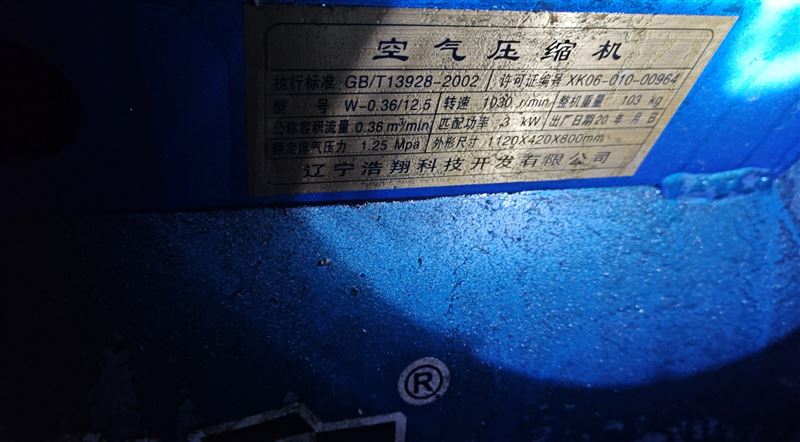 空气压缩机
执行标准 GB/T13928-2002 许可证编号 XK06-010-00964
型号 W-0.36/12.5 转速 1030 r/min 整机重量 103 kg
公称容积流量 0.36 m³/min 匹配功率 3 kW 出厂日期 20 年 月 日
额定排气压力 1.25 Mpa 外形尺寸 1120X420X800mm
辽宁浩翔科技开发有限公司
®